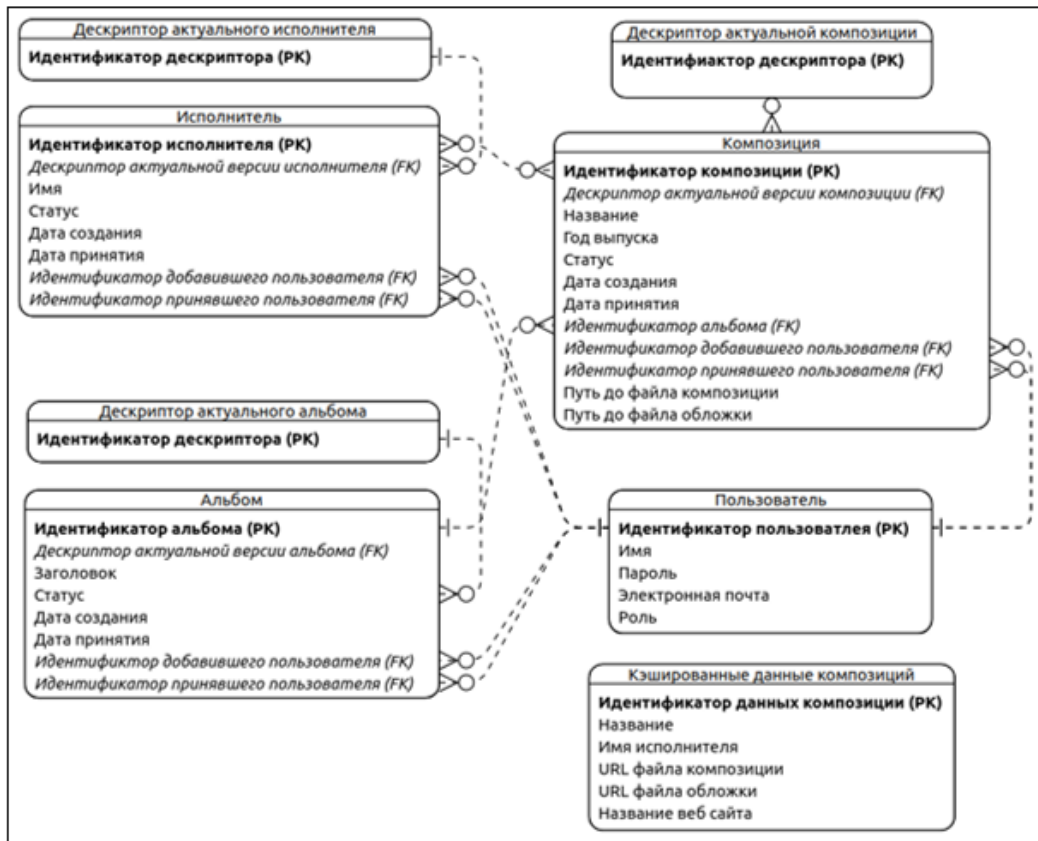 Дескриптор актуального исполнителя
Идентификатор дескриптора (PK)
Исполнитель
Идентификатор исполнителя (PK)
Дескриптор актуальной версии исполнителя (FK)
Имя
Статус
Дата создания
Дата принятия
Идентификатор добавившего пользователя (FK)
Идентификатор принявшего пользователя (FK)
Дескриптор актуального альбома
Идентификатор дескриптора (PK)
Альбом
Идентификатор альбома (PK)
Дескриптор актуальной версии альбома (FK)
Заголовок
Статус
Дата создания
Дата принятия
Идентификтор добавившего пользователя (FK)
Идентификатор принявшего пользователя (FK)
Дескриптор актуальной композиции
Идентифиактор дескриптора (PK)
Композиция
Идентификатор композиции (PK)
Дескриптор актуальной версии композиции (FK)
Название
Год выпуска
Статус
Дата создания
Дата принятия
Идентификатор альбома (FK)
Идентификатор добавившего пользователя (FK)
Идентификатор принявшего пользователя (FK)
Путь до файла композиции
Путь до файла обложки
Пользователь
Идентификатор пользоватлея (PK)
Имя
Пароль
Электронная почта
Роль
Кэшированные данные композиций
Идентификатор данных композиции (PK)
Название
Имя исполнителя
URL файла композиции
URL файла обложки
Название веб сайта